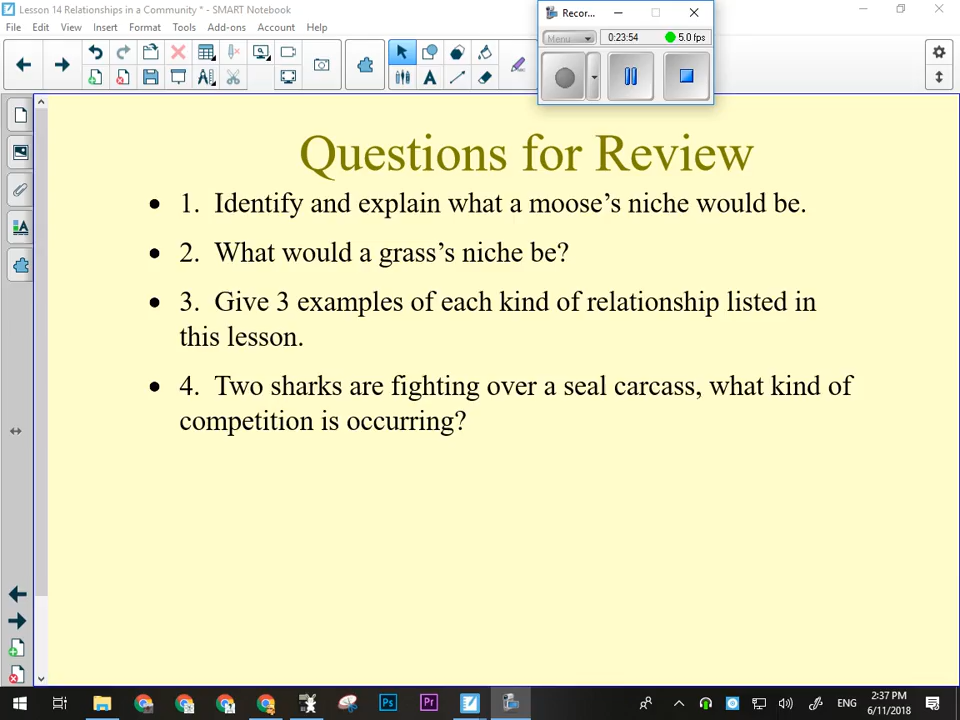 Lesson 14 Relationships in a Community * - SMART Notebook
File Edit View Insert Format Tools Add-ons Account Help
Recor...
Menu 0:23:54 5.0 fps
Questions for Review
• 1. Identify and explain what a moose’s niche would be.
• 2. What would a grass’s niche be?
• 3. Give 3 examples of each kind of relationship listed in
this lesson.
• 4. Two sharks are fighting over a seal carcass, what kind of
competition is occurring?
Ps Pr ENG 2:37 PM
6/11/2018